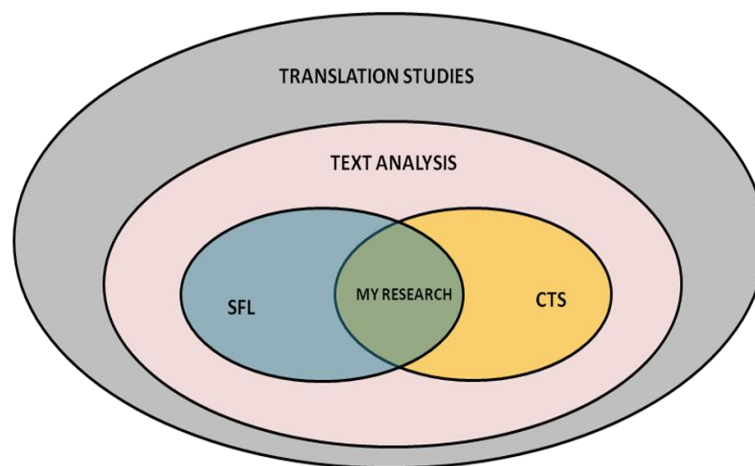 TRANSLATION STUDIES
TEXT ANALYSIS
SFL
MY RESEARCH
CTS